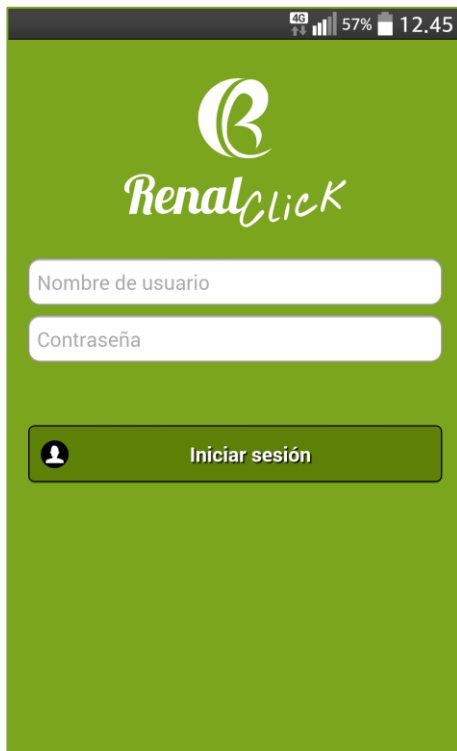 4G 57% 12.45
RenalClick
Nombre de usuario
Contraseña
Iniciar sesión